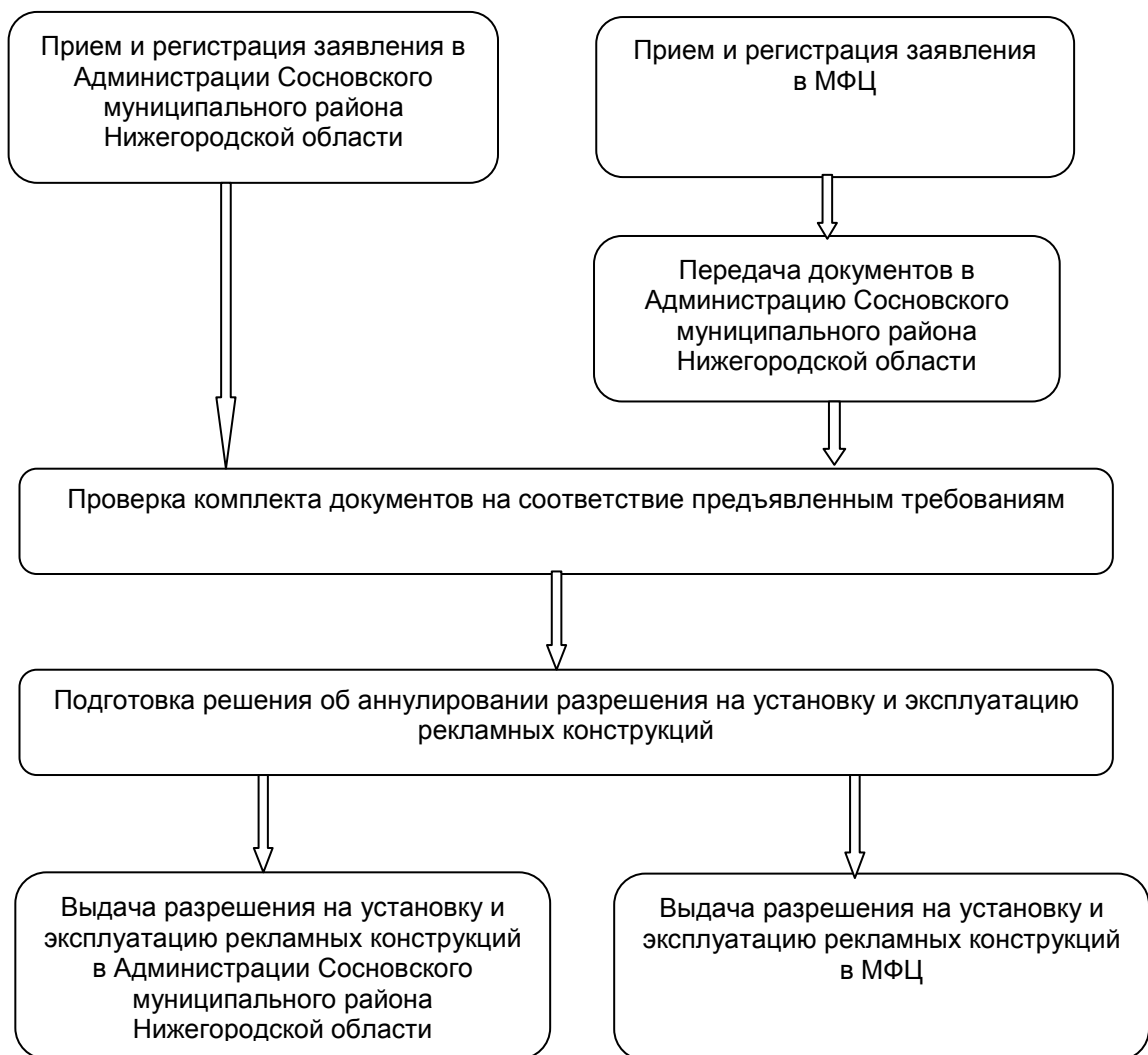 Прием и регистрация заявления в
Администрации Сосновского
муниципального района
Нижегородской области
Прием и регистрация заявления
в МФЦ
Передача документов в
Администрацию Сосновского
муниципального района
Нижегородской области
Проверка комплекта документов на соответствие предъявленным требованиям
Подготовка решения об аннулировании разрешения на установку и эксплуатацию
рекламных конструкций
Выдача разрешения на установку и
эксплуатацию рекламных конструкций
в Администрации Сосновского
муниципального района
Нижегородской области
Выдача разрешения на установку и
эксплуатацию рекламных конструкций
в МФЦ